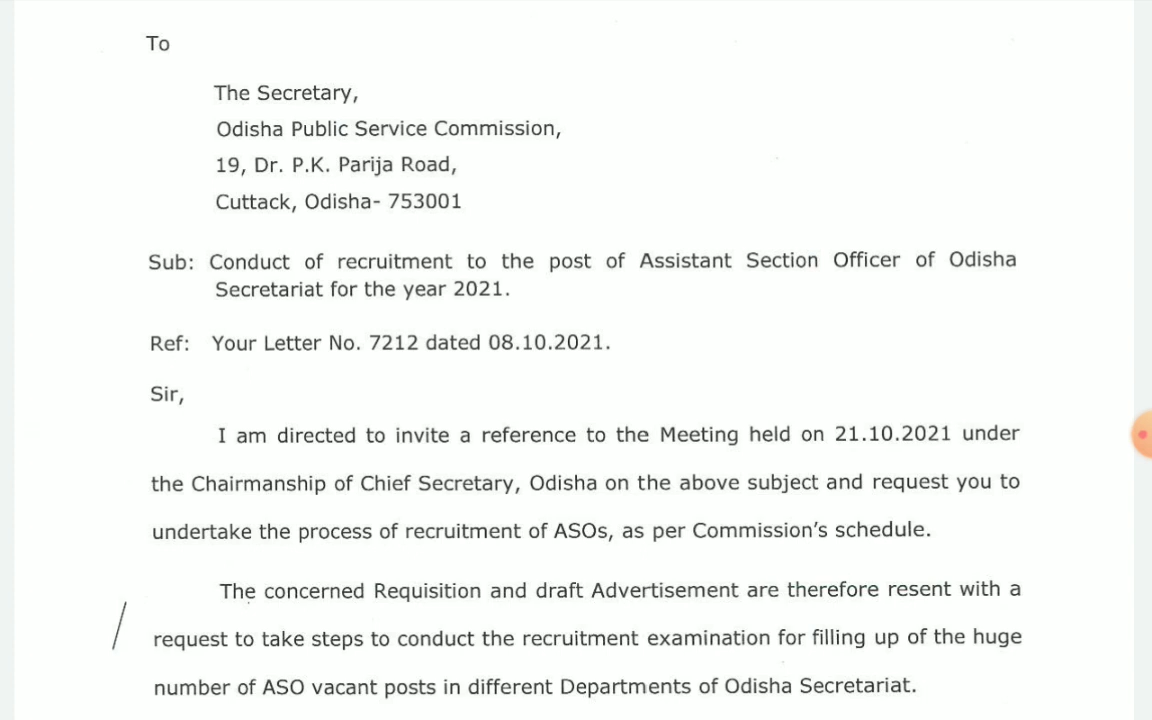 To
The Secretary,
Odisha Public Service Commission,
19, Dr. P.K. Parija Road,
Cuttack, Odisha- 753001
Sub: Conduct of recruitment to the post of Assistant Section Officer of Odisha
Secretariat for the year 2021.
Ref: Your Letter No. 7212 dated 08.10.2021.
Sir,
I am directed to invite a reference to the Meeting held on 21.10.2021 under
the Chairmanship of Chief Secretary, Odisha on the above subject and request you to
undertake the process of recruitment of ASOs, as per Commission’s schedule.
The concerned Requisition and draft Advertisement are therefore resent with a
request to take steps to conduct the recruitment examination for filling up of the huge
number of ASO vacant posts in different Departments of Odisha Secretariat.